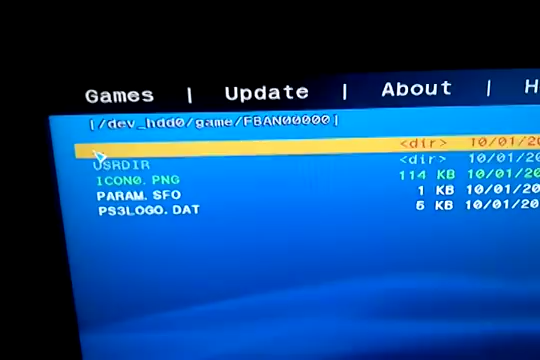 Games | Update | About | H
[/dev_hdd0/game/FBAN00000]
<dir> 10/01/20
USRDIR <dir> 10/01/20
ICON0.PNG 114 KB 10/01/20
PARAM.SFO 1 KB 10/01/20
PS3LOGO.DAT 5 KB 10/01/20